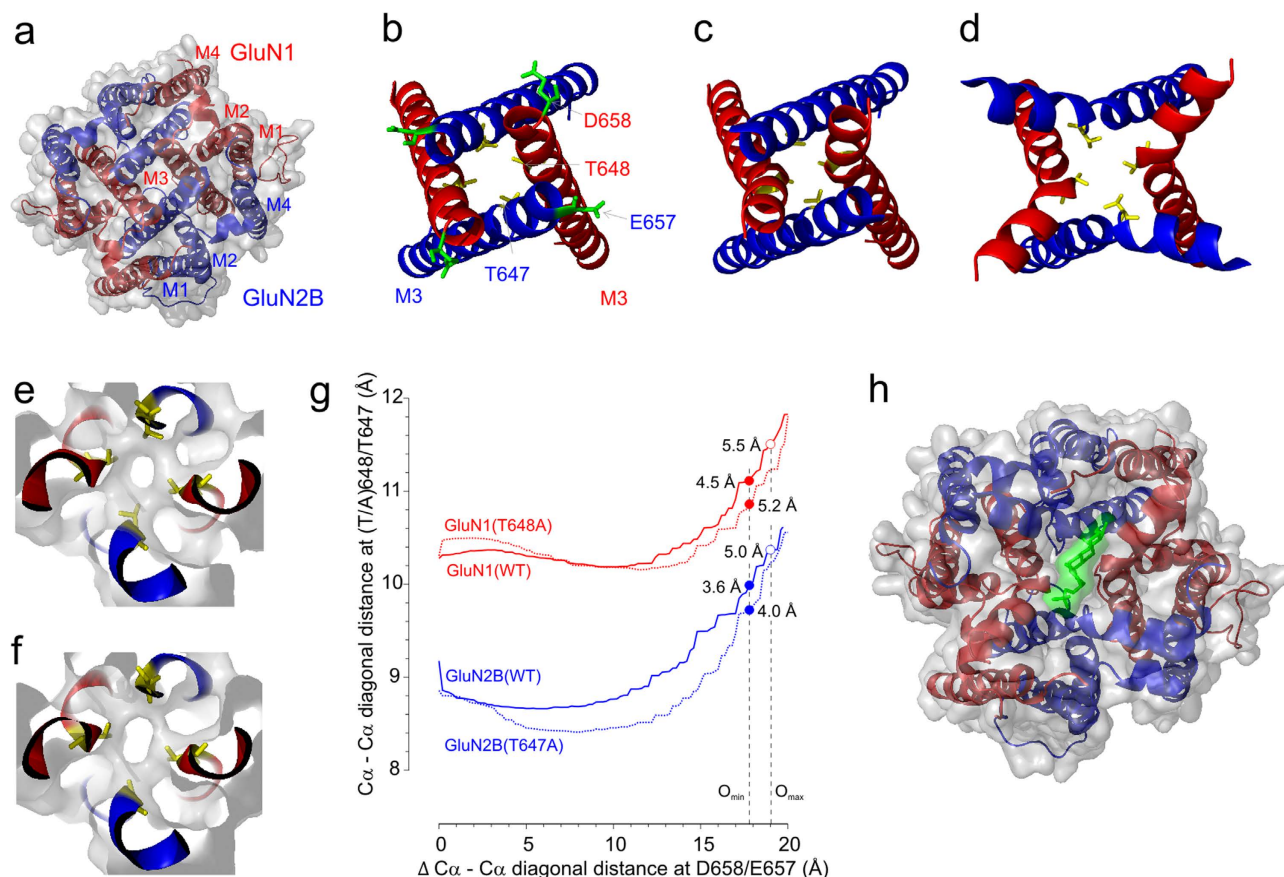 a
M4 GluN1
M2
M1
M3
M4
M2
M1
GluN2B
b
D658
T648
E657
T647
M3
M3
c
d
e
f
g
Cα - Cα diagonal distance at (T/A)648/T647 (Å)
12
11
10
9
8
5.5 Å
4.5 Å
5.2 Å
GluN1(T648A)
GluN1(WT)
5.0 Å
3.6 Å
4.0 Å
GluN2B(WT)
GluN2B(T647A)
Omin
Omax
0
5
10
15
20
Δ Cα - Cα diagonal distance at D658/E657 (Å)
h